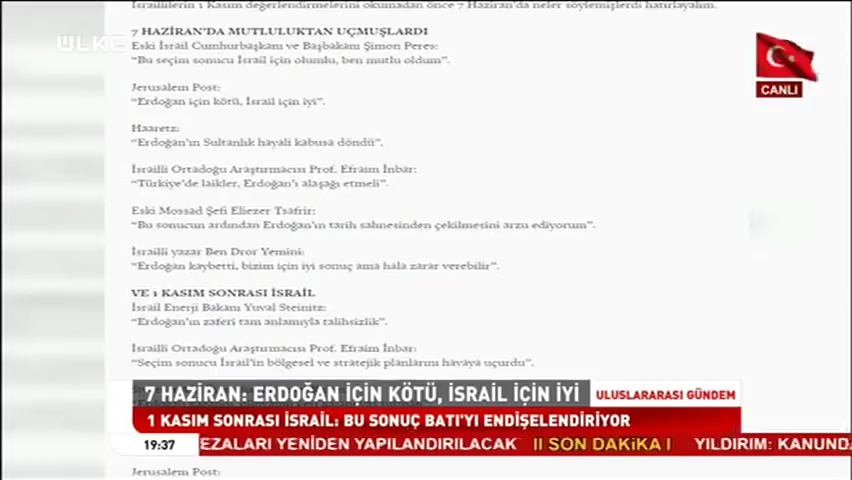 İsraillilerin 1 Kasım değerlendirmelerini okumadan önce 7 Haziran'da neler söylemişlerdi hatırlayalım.
ÜLKE
7 HAZİRAN'DA MUTLULUKTAN UÇMUŞLARDI
Eski İsrail Cumhurbaşkanı ve Başbakanı Şimon Peres:
“Bu seçim sonucu İsrail için olumlu, ben mutlu oldum”.
CANLI
Jerusalem Post:
“Erdoğan için kötü, İsrail için iyi”.
Haaretz:
“Erdoğan'ın Sultanlık hayali kabusa döndü”.
İsrailli Ortadoğu Araştırmacısı Prof. Efraim İnbar:
“Türkiye'de laikler, Erdoğan'ı alaşağı etmeli”.
Eski Mossad Şefi Eliezer Tsafrir:
“Bu sonucun ardından Erdoğan'ın tarih sahnesinden çekilmesini arzu ediyorum”.
İsrailli yazar Ben Dror Yemini:
“Erdoğan kaybetti, bizim için iyi sonuç ama hala zarar verebilir”.
VE 1 KASIM SONRASI İSRAİL
İsrail Enerji Bakanı Yuval Steinitz:
“Erdoğan'ın zaferi tam anlamıyla talihsizlik”.
İsrailli Ortadoğu Araştırmacısı Prof. Efraim İnbar:
“Seçim sonucu İsrail'in bölgesel ve stratejik planlarını havaya uçurdu”.
7 HAZİRAN: ERDOĞAN İÇİN KÖTÜ, İSRAİL İÇİN İYİ
ULUSLARARASI GÜNDEM
1 KASIM SONRASI İSRAİL: BU SONUÇ BATI'YI ENDİŞELENDİRİYOR
19:37
EZALARI YENİDEN YAPILANDIRILACAK" II SON DAKİKA I YILDIRIM: KANUNDA
Jerusalem Post: